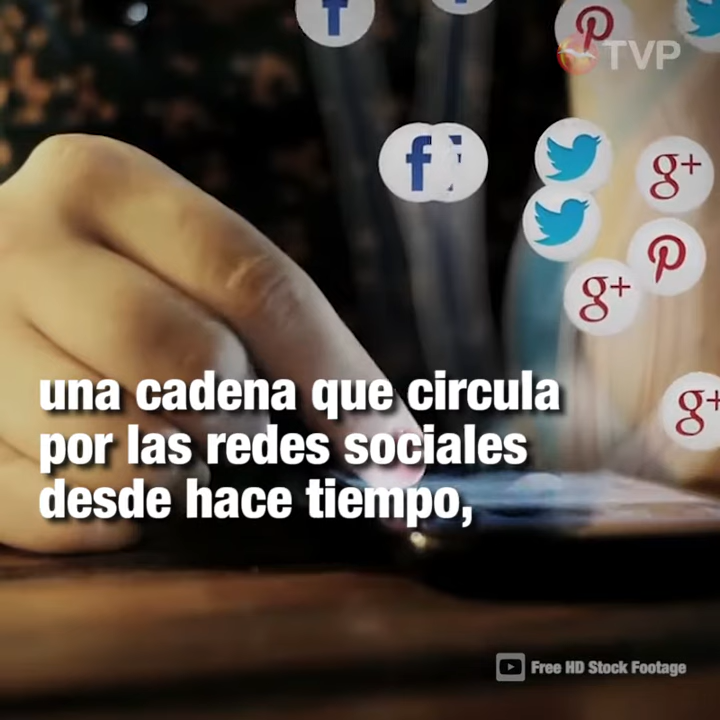 TVP
una cadena que circula
por las redes sociales
desde hace tiempo,
Free HD Stock Footage